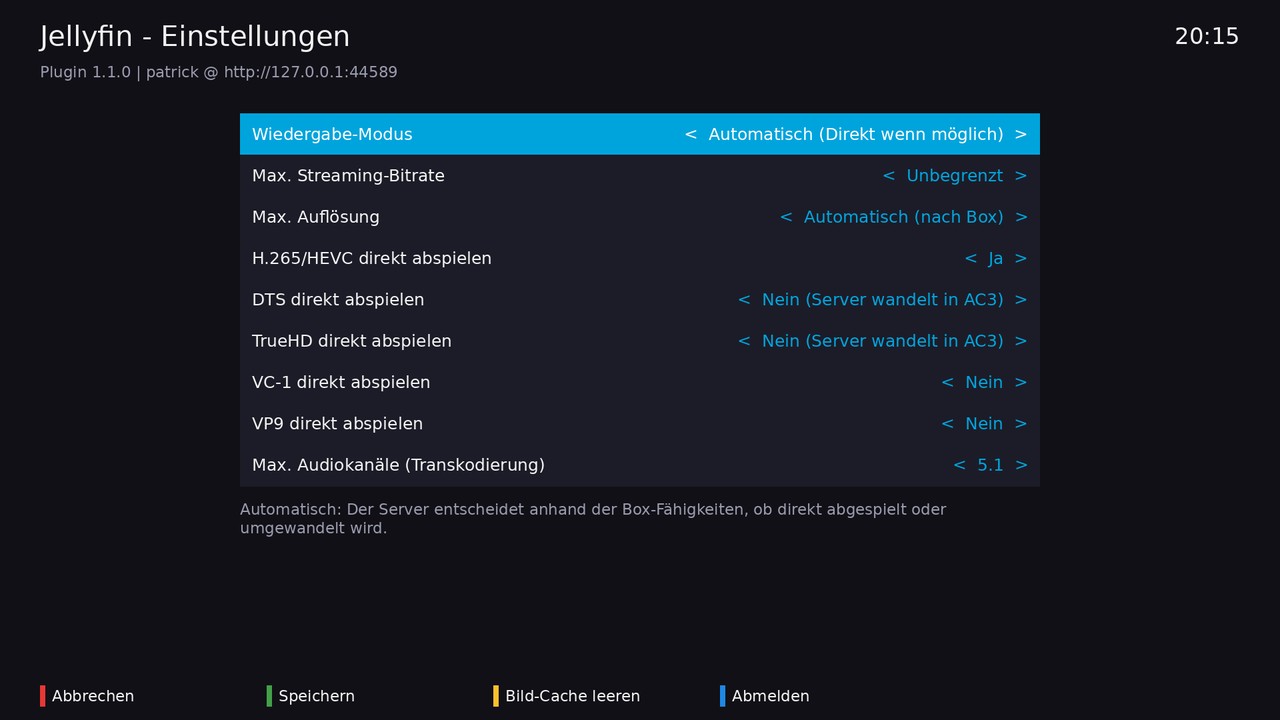 Jellyfin - Einstellungen
20:15
Plugin 1.1.0 | patrick @ http://127.0.0.1:44589
Wiedergabe-Modus < Automatisch (Direkt wenn möglich) >
Max. Streaming-Bitrate < Unbegrenzt >
Max. Auflösung < Automatisch (nach Box) >
H.265/HEVC direkt abspielen < Ja >
DTS direkt abspielen < Nein (Server wandelt in AC3) >
TrueHD direkt abspielen < Nein (Server wandelt in AC3) >
VC-1 direkt abspielen < Nein >
VP9 direkt abspielen < Nein >
Max. Audiokanäle (Transkodierung) < 5.1 >
Automatisch: Der Server entscheidet anhand der Box-Fähigkeiten, ob direkt abgespielt oder
umgewandelt wird.
Abbrechen
Speichern
Bild-Cache leeren
Abmelden